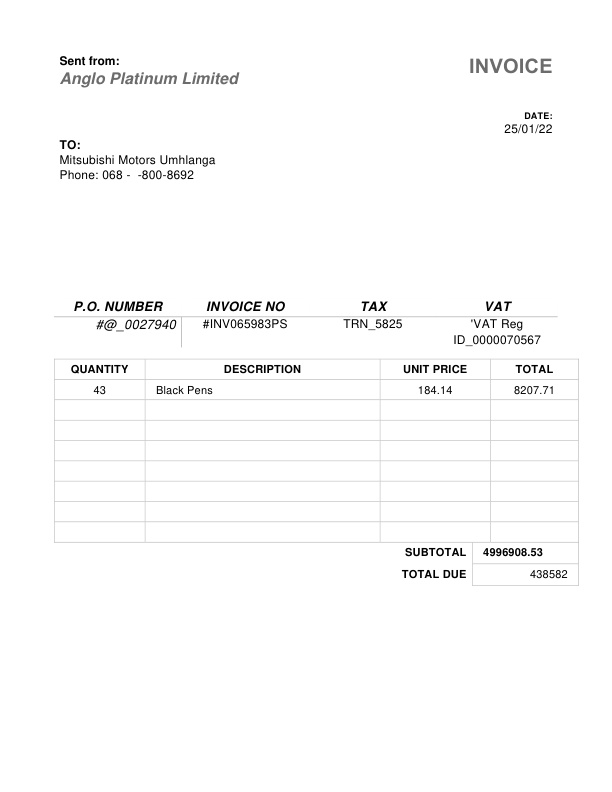 Sent from:
Anglo Platinum Limited
INVOICE
DATE:
25/01/22
TO:
Mitsubishi Motors Umhlanga
Phone: 068 -  -800-8692
P.O. NUMBER INVOICE NO TAX VAT
#@_0027940 #INV065983PS TRN_5825 'VAT Reg
ID_0000070567
QUANTITY DESCRIPTION UNIT PRICE TOTAL
43 Black Pens 184.14 8207.71
SUBTOTAL 4996908.53
TOTAL DUE 438582